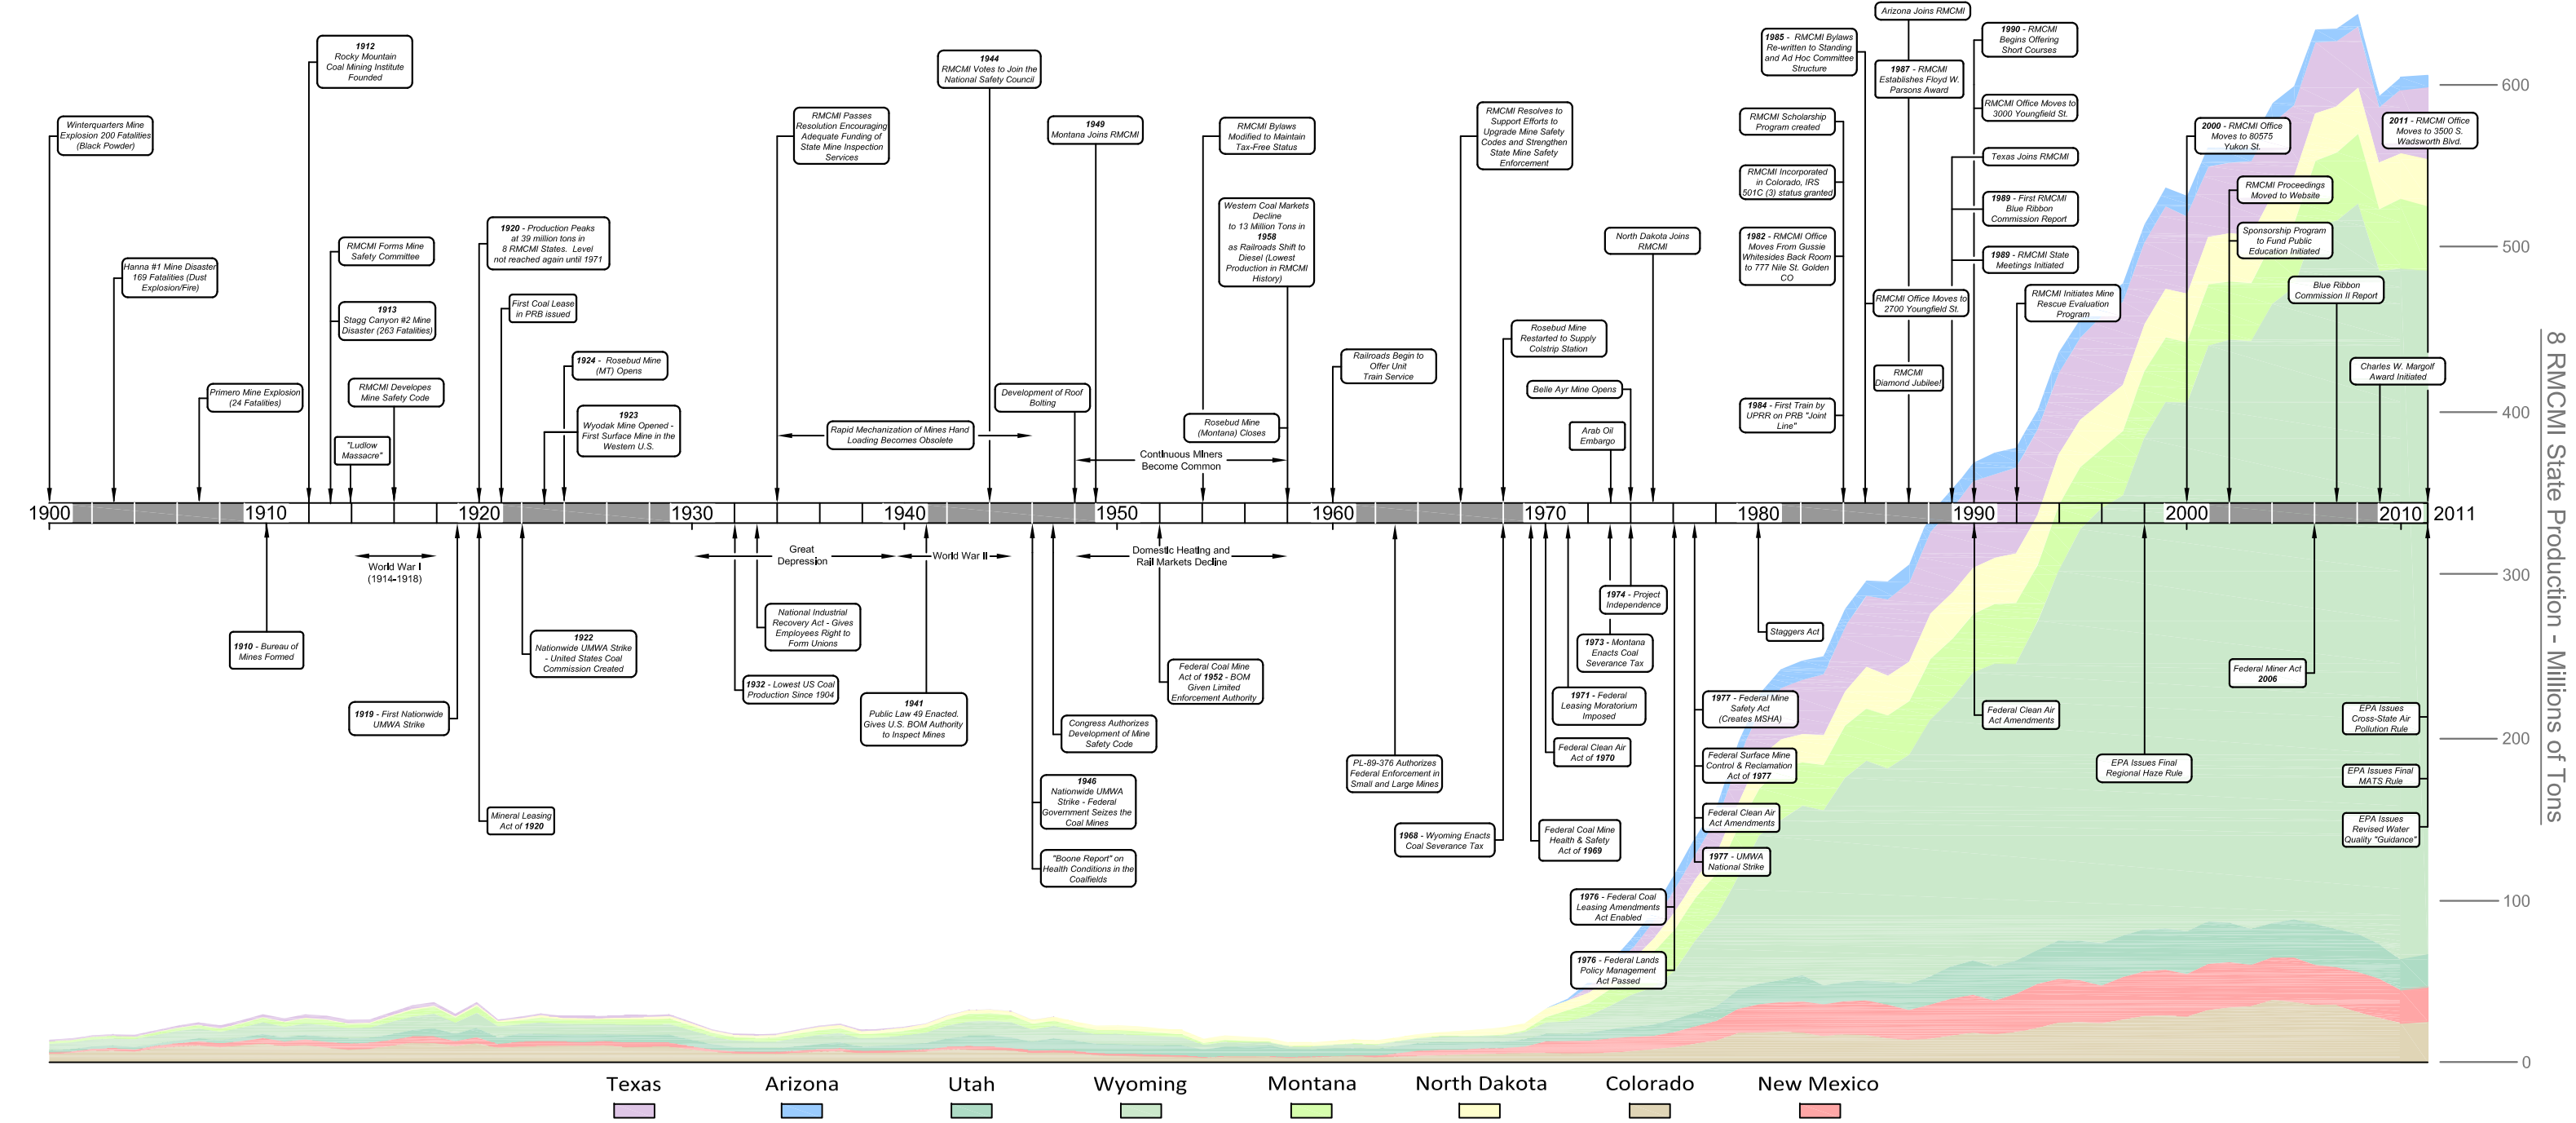 Winterquarters Mine
Explosion 200 Fatalities
(Black Powder)
Hanna #1 Mine Disaster
169 Fatalities (Dust
Explosion/Fire)
Primero Mine Explosion
(24 Fatalities)
1912
Rocky Mountain
Coal Mining Institute
Founded
RMCMI Forms Mine
Safety Committee
1913
Stagg Canyon #2 Mine
Disaster (263 Fatalities)
RMCMI Developes
Mine Safety Code
"Ludlow
Massacre"
1920 - Production Peaks
at 39 million tons in
8 RMCMI States. Level
not reached again until 1971
First Coal Lease
in PRB issued
1924 - Rosebud Mine
(MT) Opens
1923
Wyodak Mine Opened -
First Surface Mine in the
Western U.S.
RMCMI Passes
Resolution Encouraging
Adequate Funding of
State Mine Inspection
Services
Rapid Mechanization of Mines Hand
Loading Becomes Obsolete
1944
RMCMI Votes to Join the
National Safety Council
1949
Montana Joins RMCMI
Development of Roof
Bolting
RMCMI Bylaws
Modified to Maintain
Tax-Free Status
Western Coal Markets
Decline
to 13 Million Tons in
1958
as Railroads Shift to
Diesel (Lowest
Production in RMCMI
History)
Rosebud Mine
(Montana) Closes
Continuous Miners
Become Common
Railroads Begin to
Offer Unit
Train Service
RMCMI Resolves to
Support Efforts to
Upgrade Mine Safety
Codes and Strengthen
State Mine Safety
Enforcement
Rosebud Mine
Restarted to Supply
Colstrip Station
Belle Ayr Mine Opens
Arab Oil
Embargo
North Dakota Joins
RMCMI
1985 - RMCMI Bylaws
Re-written to Standing
and Ad Hoc Committee
Structure
RMCMI Scholarship
Program created
RMCMI Incorporated
in Colorado, IRS
501C (3) status granted
1982 - RMCMI Office
Moves From Gussie
Whitesides Back Room
to 777 Nile St. Golden
CO
1984 - First Train by
UPRR on PRB "Joint
Line"
Arizona Joins RMCMI
1987 - RMCMI
Establishes Floyd W.
Parsons Award
RMCMI Office Moves to
2700 Youngfield St.
RMCMI
Diamond Jubilee!
1990 - RMCMI
Begins Offering
Short Courses
RMCMI Office Moves to
3000 Youngfield St.
Texas Joins RMCMI
1989 - First RMCMI
Blue Ribbon
Commission Report
1989 - RMCMI State
Meetings Initiated
RMCMI Initiates Mine
Rescue Evaluation
Program
2000 - RMCMI Office
Moves to 80575
Yukon St.
RMCMI Proceedings
Moved to Website
Sponsorship Program
to Fund Public
Education Initiated
Blue Ribbon
Commission II Report
2011 - RMCMI Office
Moves to 3500 S.
Wadsworth Blvd.
Charles W. Margolf
Award Initiated
1900
1910
1920
1930
1940
1950
1960
1970
1980
1990
2000
2010
2011
World War I
(1914-1918)
Great
Depression
World War II
Domestic Heating and
Rail Markets Decline
1910 - Bureau of
Mines Formed
1919 - First Nationwide
UMWA Strike
1922
Nationwide UMWA Strike
- United States Coal
Commission Created
Mineral Leasing
Act of 1920
National Industrial
Recovery Act - Gives
Employees Right to
Form Unions
1932 - Lowest US Coal
Production Since 1904
1941
Public Law 49 Enacted.
Gives U.S. BOM Authority
to Inspect Mines
Federal Coal Mine
Act of 1952 - BOM
Given Limited
Enforcement Authority
Congress Authorizes
Development of Mine
Safety Code
1946
Nationwide UMWA
Strike - Federal
Government Seizes the
Coal Mines
"Boone Report" on
Health Conditions in the
Coalfields
PL-89-376 Authorizes
Federal Enforcement in
Small and Large Mines
1968 - Wyoming Enacts
Coal Severance Tax
1974 - Project
Independence
1973 - Montana
Enacts Coal
Severance Tax
1971 - Federal
Leasing Moratorium
Imposed
Federal Clean Air
Act of 1970
Federal Coal Mine
Health & Safety
Act of 1969
1976 - Federal Coal
Leasing Amendments
Act Enabled
1976 - Federal Lands
Policy Management
Act Passed
Staggers Act
1977 - Federal Mine
Safety Act
(Creates MSHA)
Federal Surface Mine
Control & Reclamation
Act of 1977
Federal Clean Air
Act Amendments
1977 - UMWA
National Strike
Federal Clean Air
Act Amendments
EPA Issues Final
Regional Haze Rule
Federal Miner Act
2006
EPA Issues
Cross-State Air
Pollution Rule
EPA Issues Final
MATS Rule
EPA Issues
Revised Water
Quality "Guidance"
600
500
400
300
200
100
0
8 RMCMI State Production - Millions of Tons
Texas
Arizona
Utah
Wyoming
Montana
North Dakota
Colorado
New Mexico